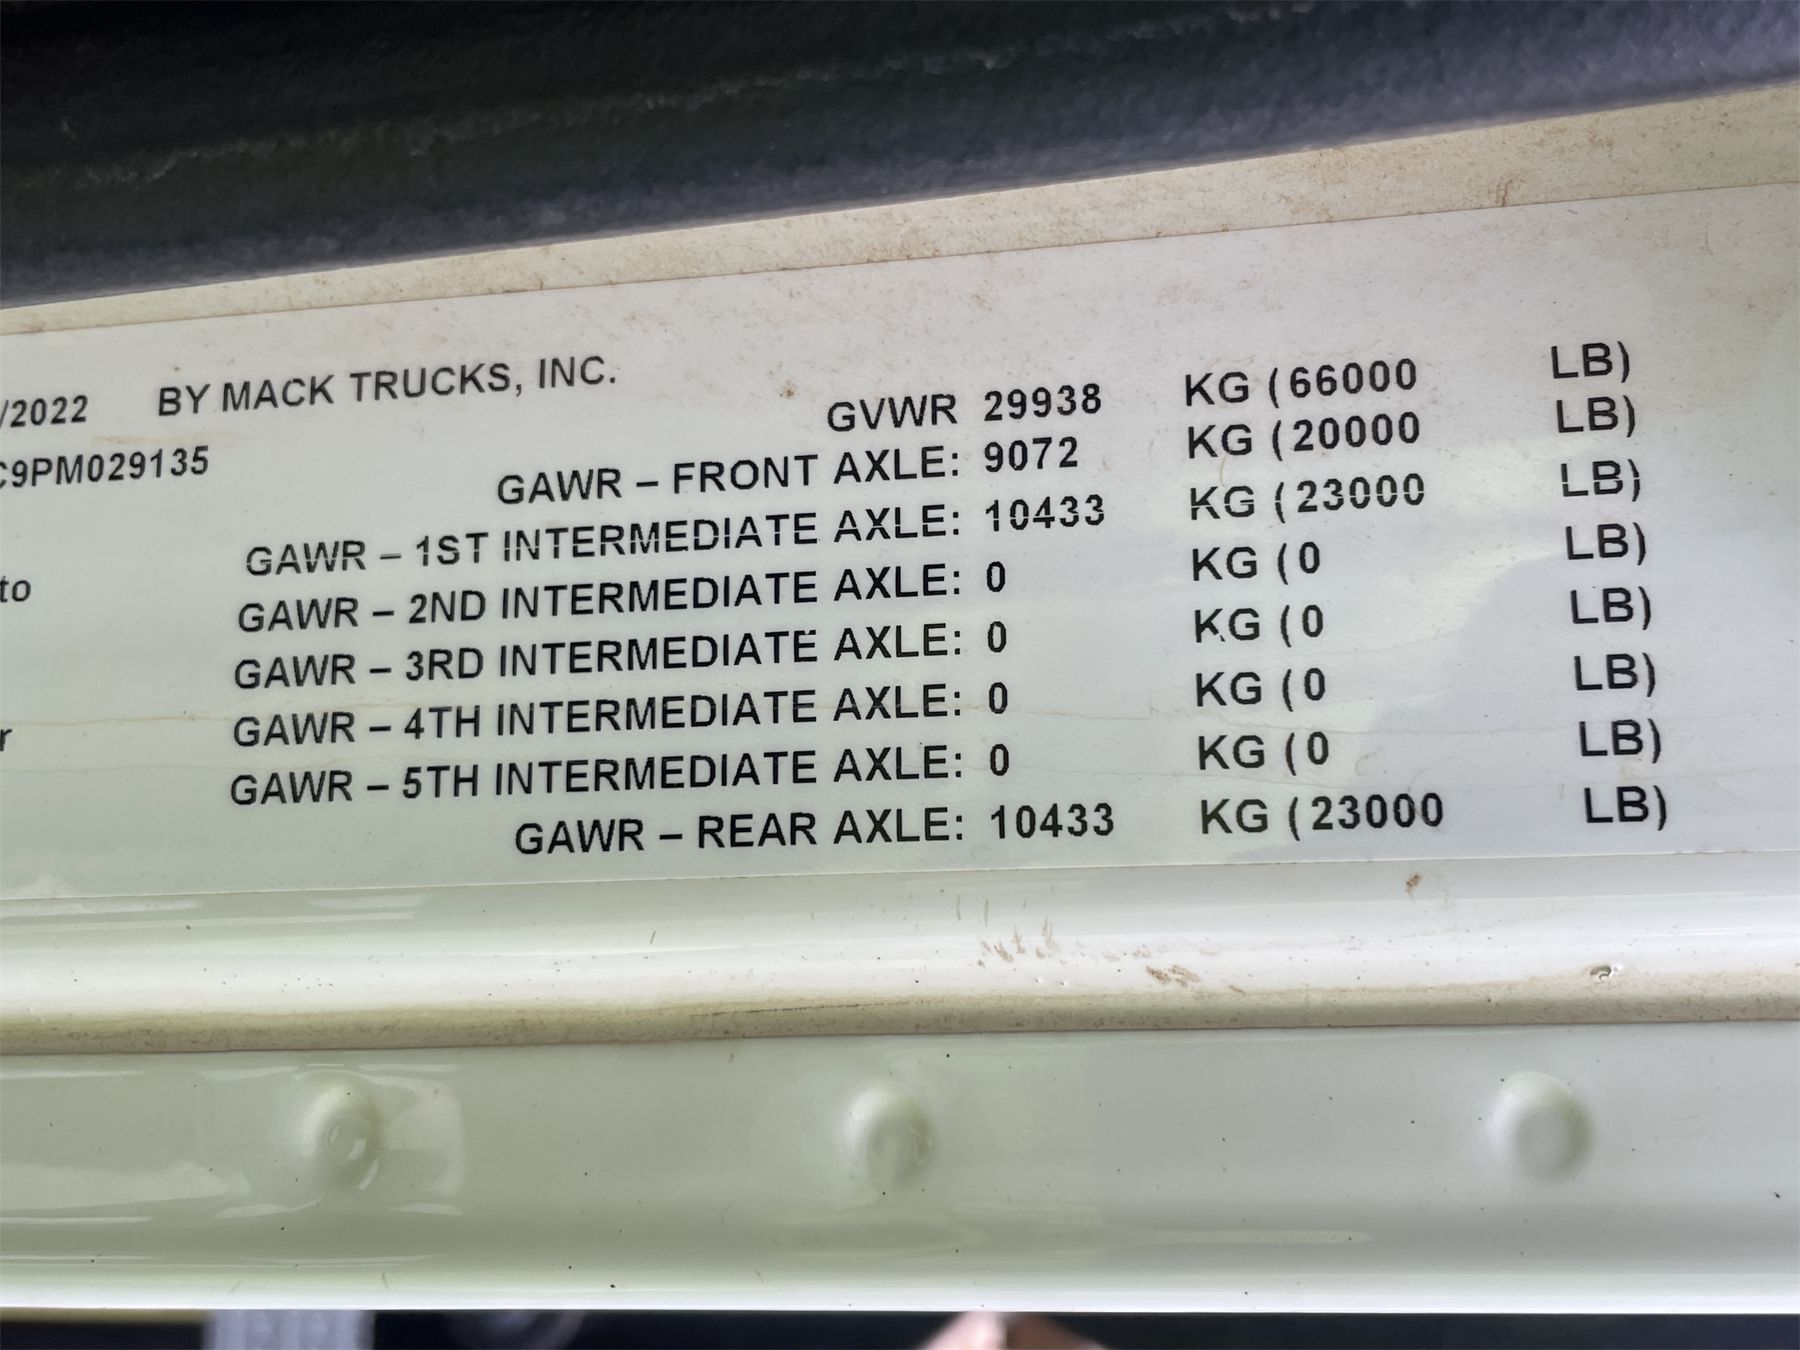 /2022 BY MACK TRUCKS, INC.
C9PM029135
to
r
GVWR 29938 KG (66000 LB)
GAWR – FRONT AXLE: 9072 KG (20000 LB)
GAWR – 1ST INTERMEDIATE AXLE: 10433 KG (23000 LB)
GAWR – 2ND INTERMEDIATE AXLE: 0 KG (0 LB)
GAWR – 3RD INTERMEDIATE AXLE: 0 KG (0 LB)
GAWR – 4TH INTERMEDIATE AXLE: 0 KG (0 LB)
GAWR – 5TH INTERMEDIATE AXLE: 0 KG (0 LB)
GAWR – REAR AXLE: 10433 KG (23000 LB)